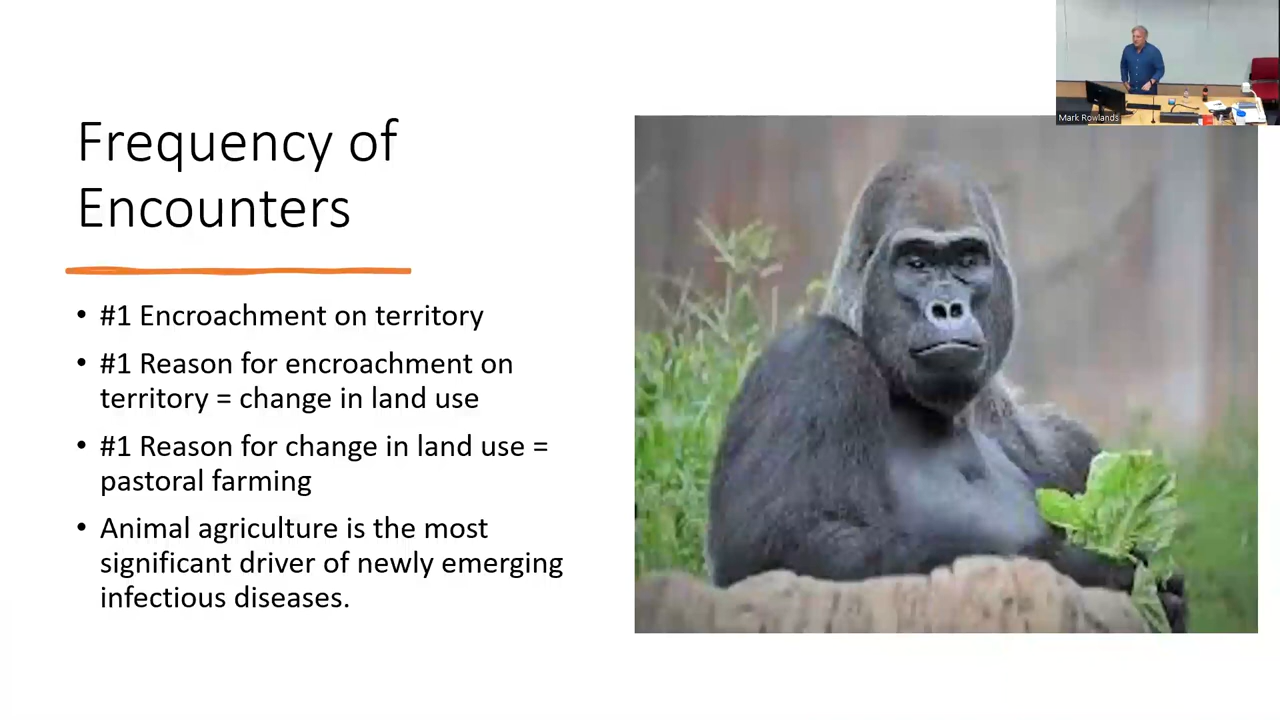 Frequency of
Encounters
• #1 Encroachment on territory
• #1 Reason for encroachment on
territory = change in land use
• #1 Reason for change in land use =
pastoral farming
• Animal agriculture is the most
significant driver of newly emerging
infectious diseases.
Mark Rowlands